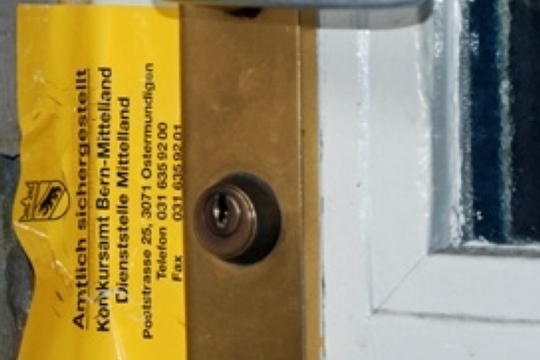 Amtlich sichergestellt
Konkursamt Bern-Mittelland
Dienststelle Mittelland
Poststrasse 25, 3071 Ostermundigen
Telefon 031 635 92 00
Fax 031 635 92 01